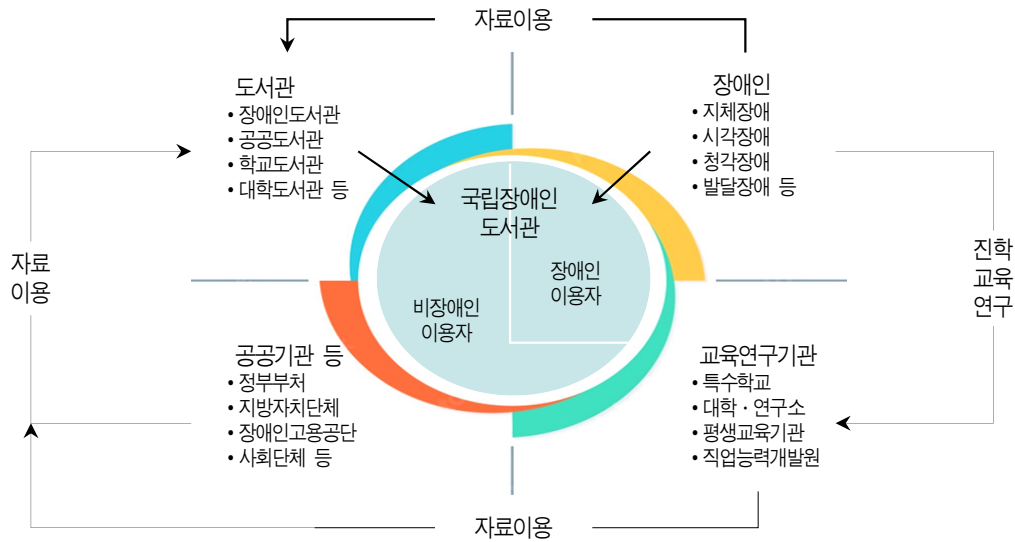 자료이용
도서관
• 장애인도서관
• 공공도서관
• 학교도서관
• 대학도서관 등
장애인
• 지체장애
• 시각장애
• 청각장애
• 발달장애 등
국립장애인
도서관
장애인
이용자
비장애인
이용자
자료
이용
진학
교육
연구
공공기관 등
• 정부부처
• 지방자치단체
• 장애인고용공단
• 사회단체 등
교육연구기관
• 특수학교
• 대학 · 연구소
• 평생교육기관
• 직업능력개발원
자료이용